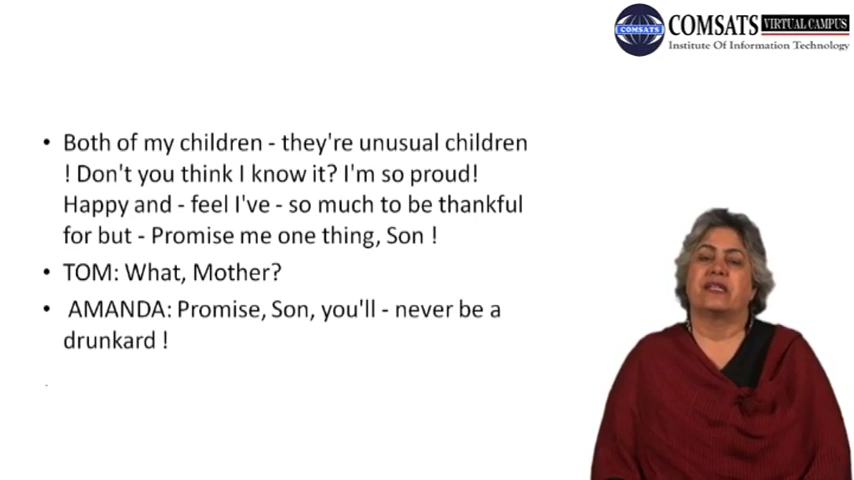 COMSATS VIRTUAL CAMPUS
COMSATS
Institute Of Information Technology
• Both of my children - they're unusual children
! Don't you think I know it? I'm so proud!
Happy and - feel I've - so much to be thankful
for but - Promise me one thing, Son !
• TOM: What, Mother?
• AMANDA: Promise, Son, you'll - never be a
drunkard !